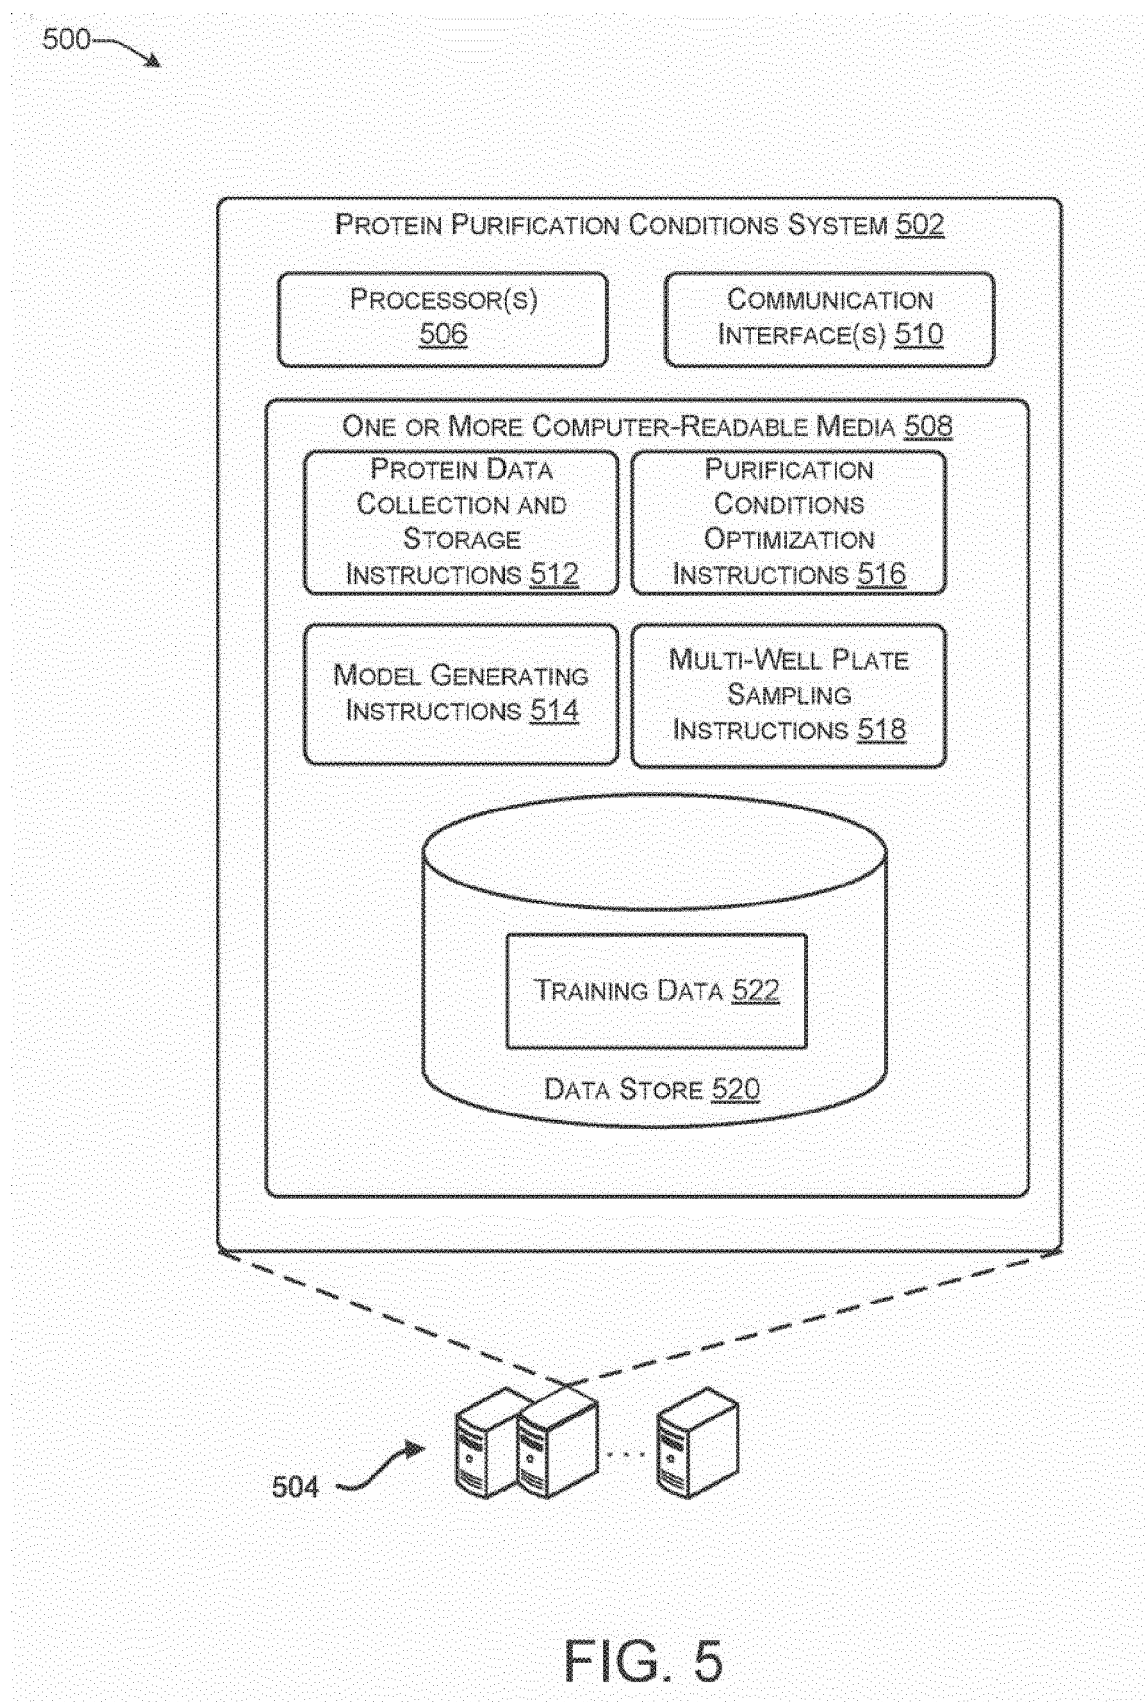 500
PROTEIN PURIFICATION CONDITIONS SYSTEM 502
PROCESSOR(S)
506
COMMUNICATION
INTERFACE(S) 510
ONE OR MORE COMPUTER-READABLE MEDIA 508
PROTEIN DATA
COLLECTION AND
STORAGE
INSTRUCTIONS 512
PURIFICATION
CONDITIONS
OPTIMIZATION
INSTRUCTIONS 516
MODEL GENERATING
INSTRUCTIONS 514
MULTI-WELL PLATE
SAMPLING
INSTRUCTIONS 518
TRAINING DATA 522
DATA STORE 520
504
FIG. 5